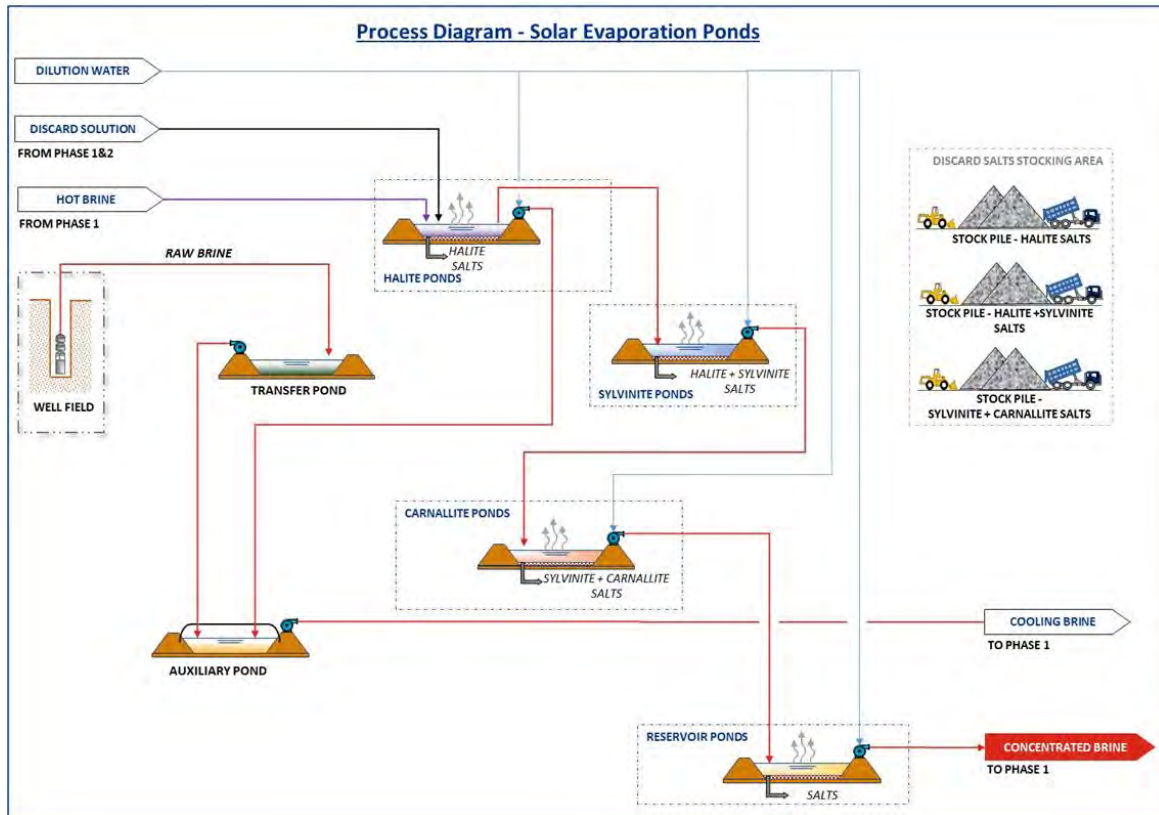 Process Diagram - Solar Evaporation Ponds
DILUTION WATER
DISCARD SOLUTION
FROM PHASE 1&2
HOT BRINE
FROM PHASE 1
RAW BRINE
WELL FIELD
TRANSFER POND
HALITE
SALTS
HALITE PONDS
HALITE + SYLVINITE
SALTS
SYLVINITE PONDS
DISCARD SALTS STOCKING AREA
STOCK PILE - HALITE SALTS
STOCK PILE - HALITE +SYLVINITE
SALTS
STOCK PILE -
SYLVINITE + CARNALLITE SALTS
CARNALLITE PONDS
SYLVINITE + CARNALLITE
SALTS
AUXILIARY POND
COOLING BRINE
TO PHASE 1
RESERVOIR PONDS
SALTS
CONCENTRATED BRINE
TO PHASE 1